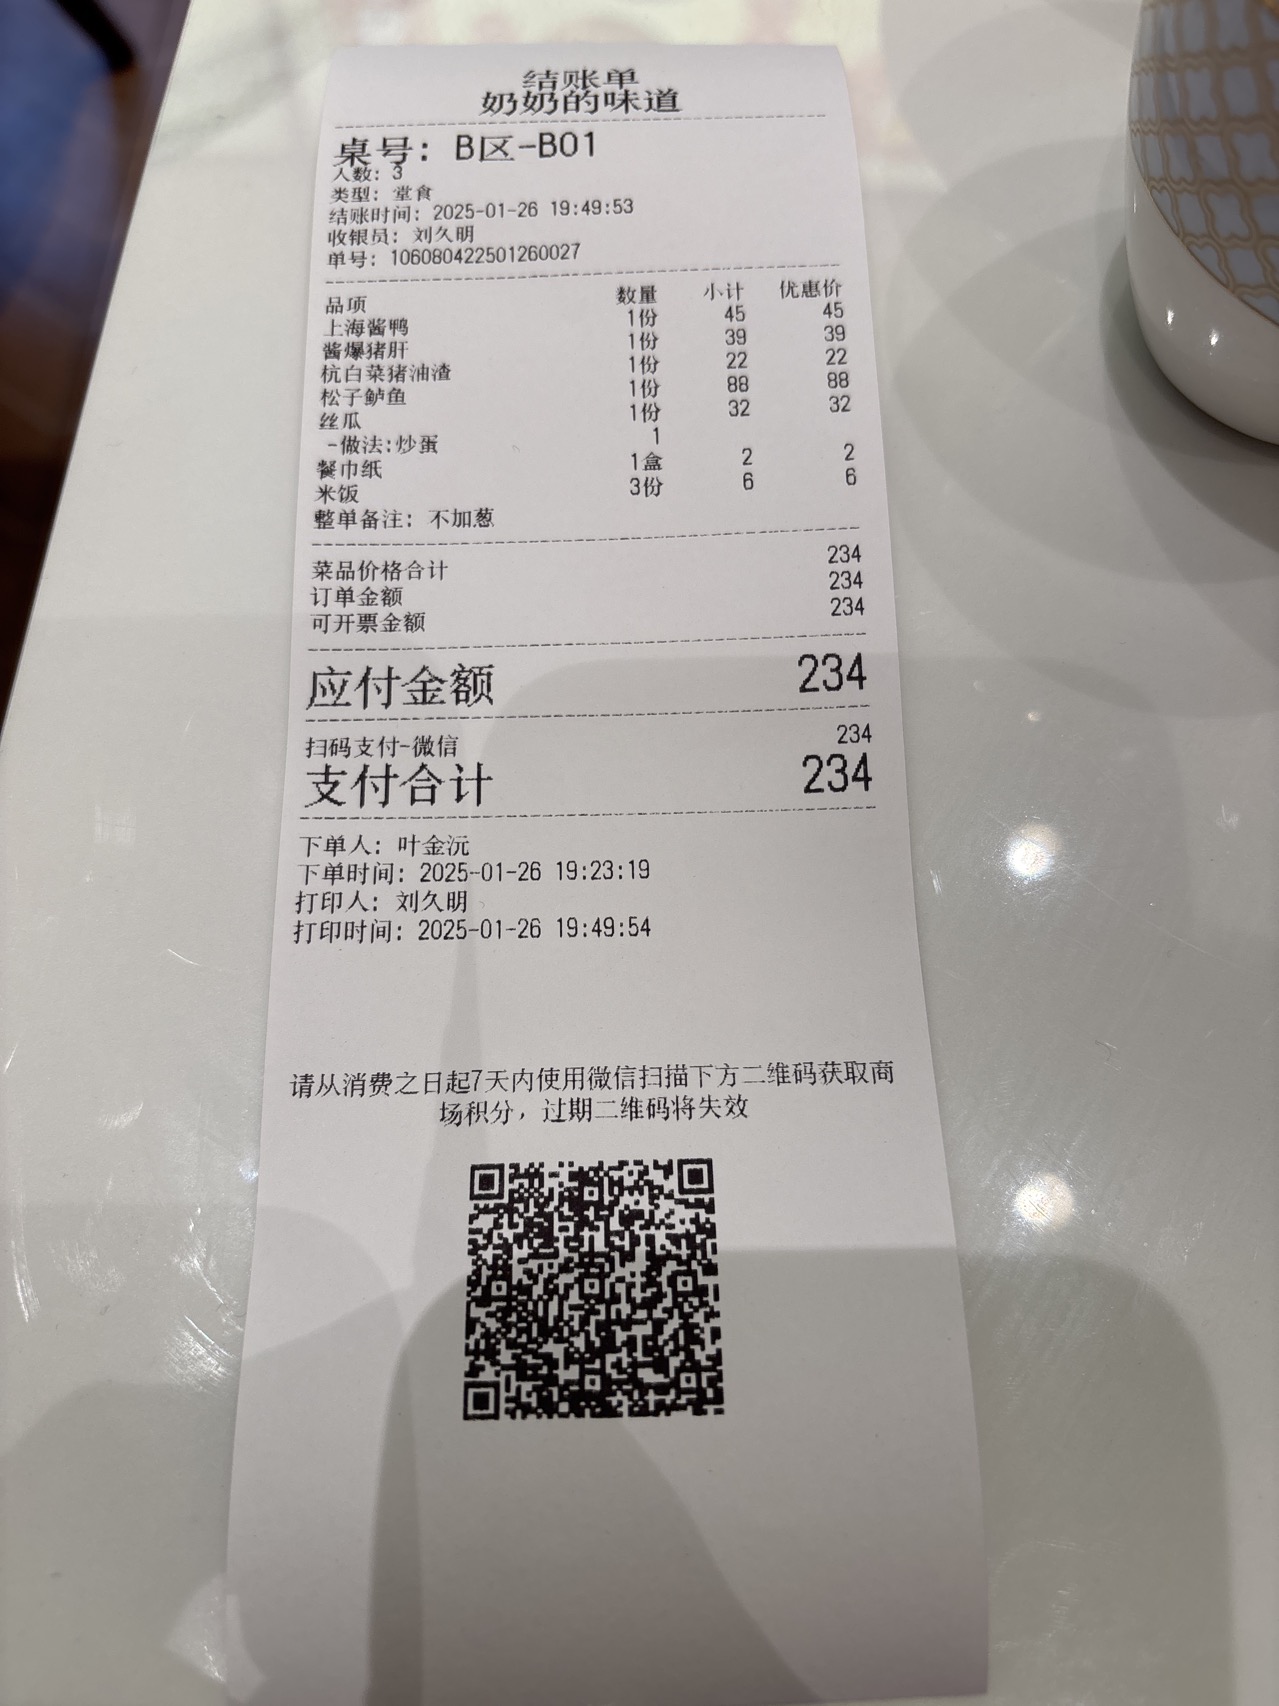 结账单
奶奶的味道
桌号: B区-B01
人数: 3
类型: 堂食
结账时间: 2025-01-26 19:49:53
收银员: 刘久明
单号: 106080422501260027
品项 数量 小计 优惠价
上海酱鸭 1份 45 45
酱爆猪肝 1份 39 39
杭白菜猪油渣 1份 22 22
松子鲈鱼 1份 88 88
丝瓜 1份 32 32
-做法:炒蛋 1
餐巾纸 1盒 2 2
米饭 3份 6 6
整单备注: 不加葱
菜品价格合计 234
订单金额 234
可开票金额 234
应付金额 234
扫码支付-微信 234
支付合计 234
下单人: 叶金沅
下单时间: 2025-01-26 19:23:19
打印人: 刘久明
打印时间: 2025-01-26 19:49:54
请从消费之日起7天内使用微信扫描下方二维码获取商
场积分，过期二维码将失效